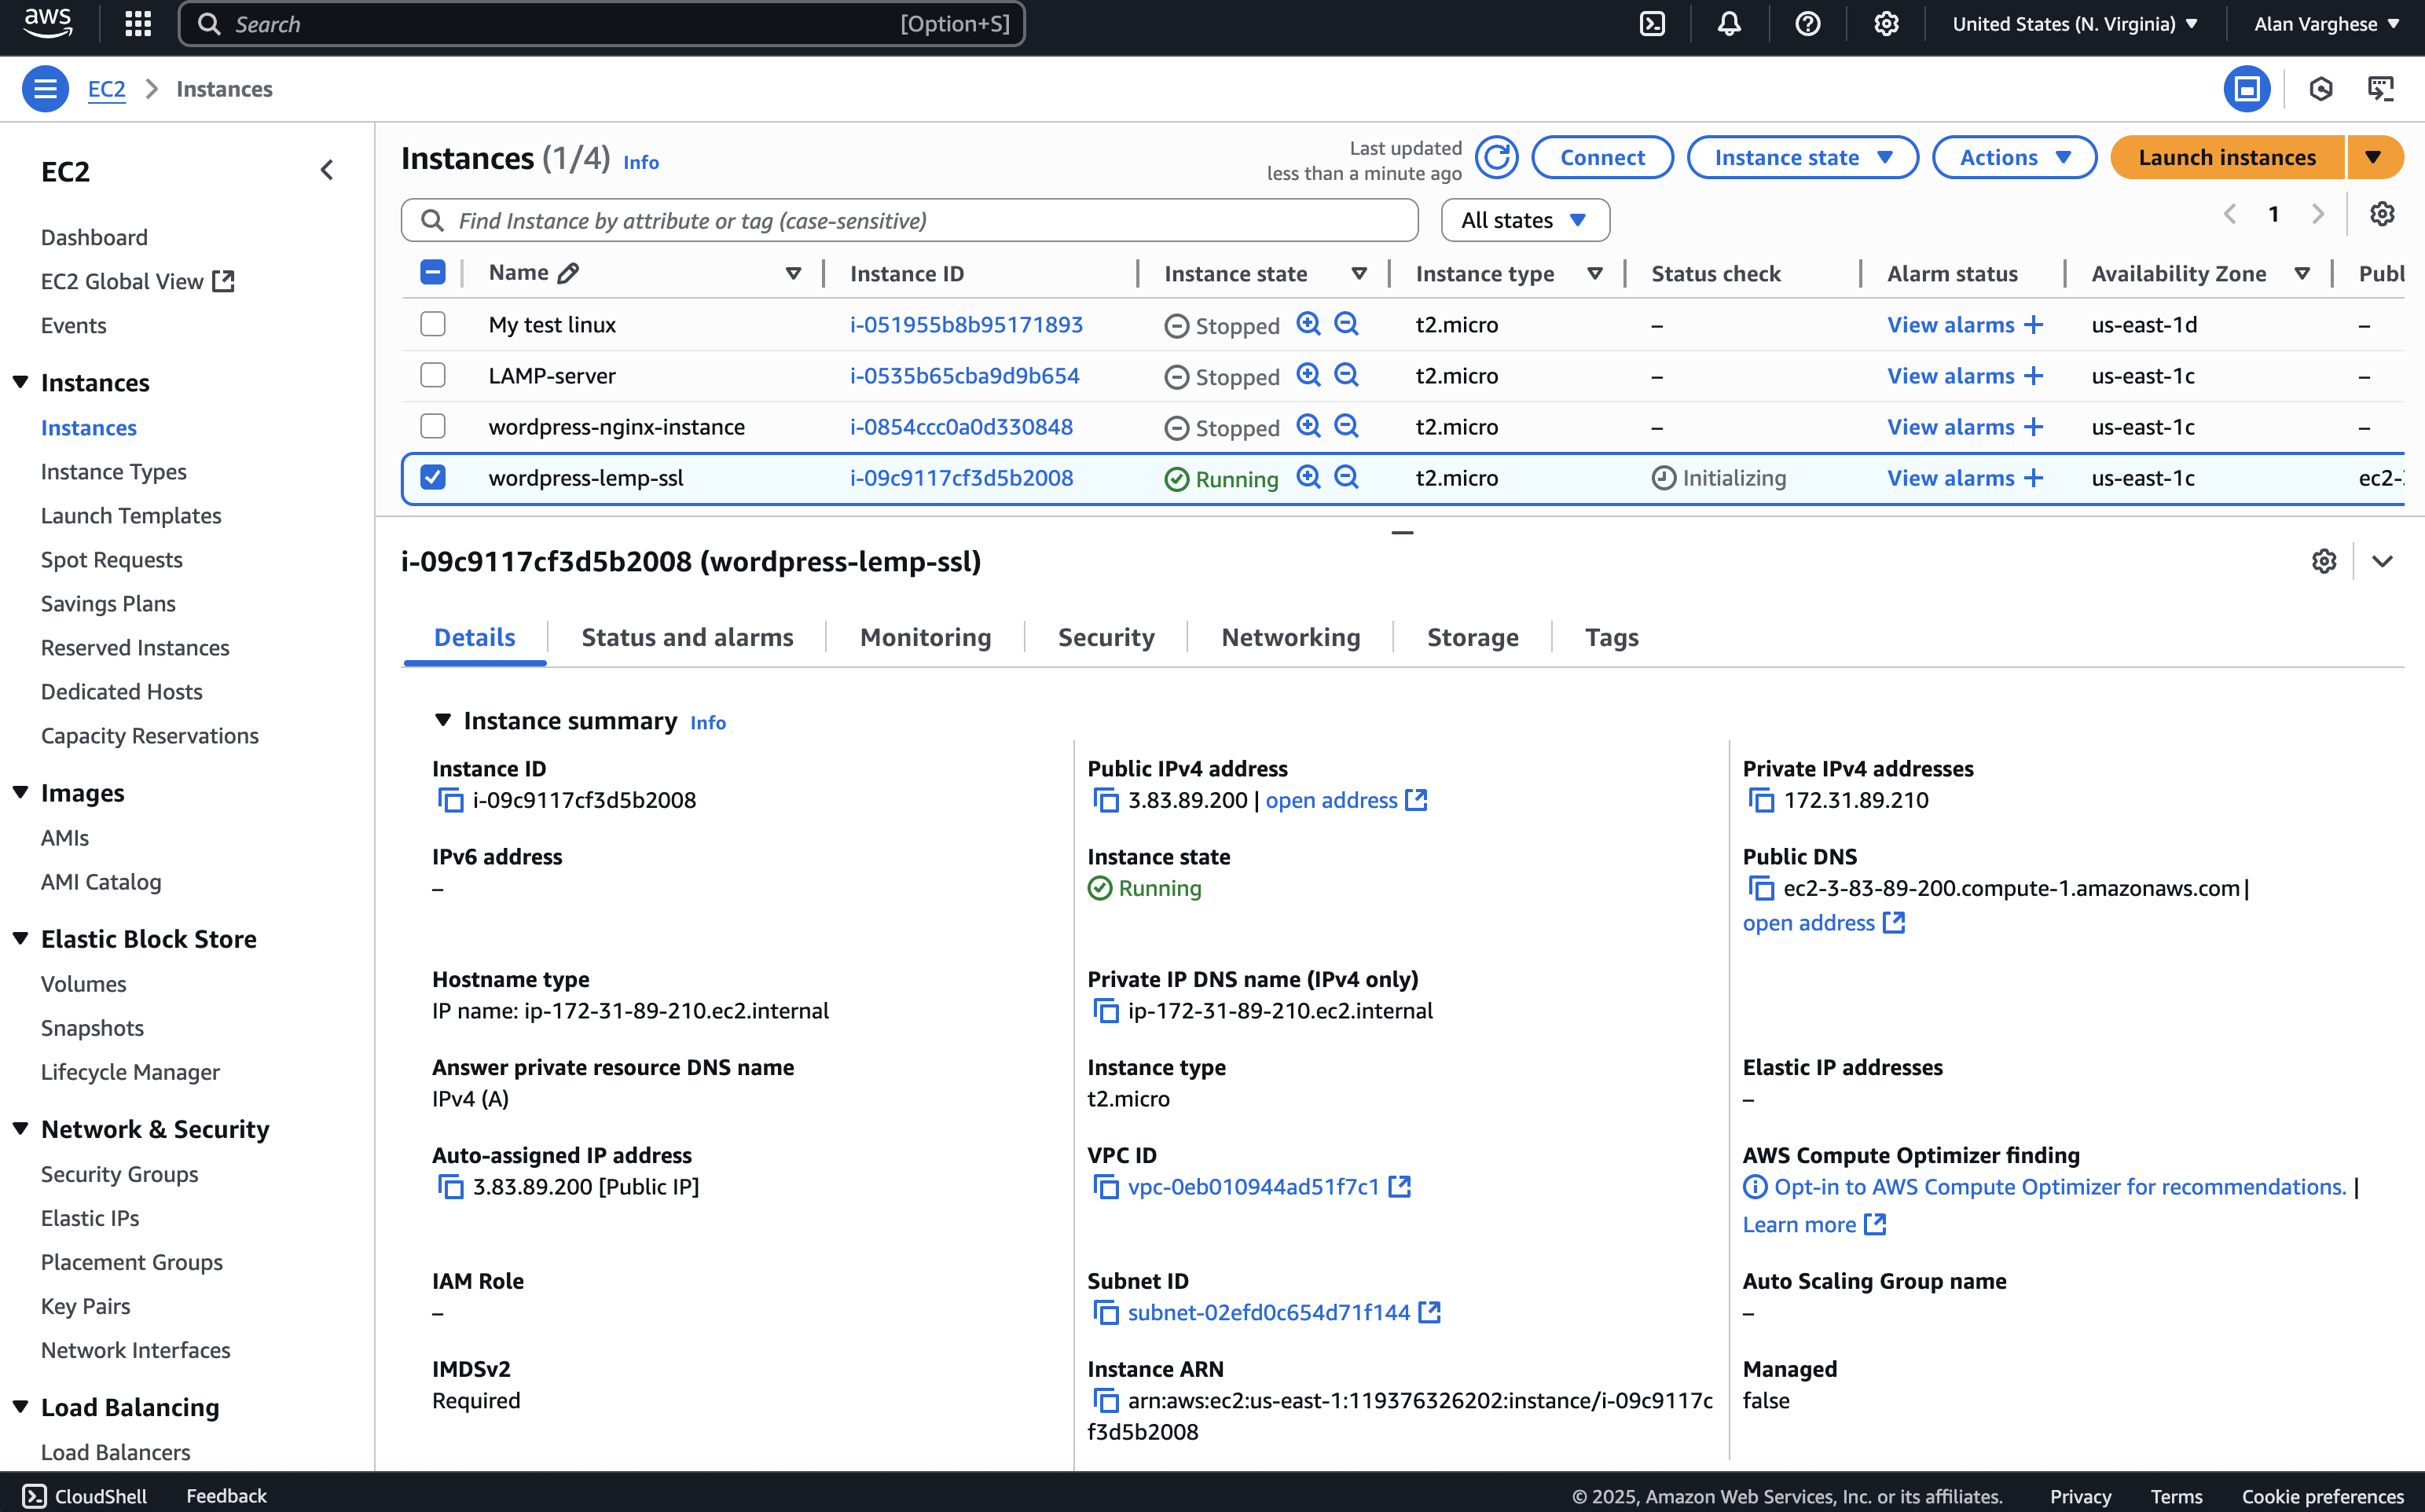 aws
Search [Option+S]
United States (N. Virginia)
Alan Varghese
EC2
Instances
EC2
Dashboard
EC2 Global View
Events
Instances
Instances
Instance Types
Launch Templates
Spot Requests
Savings Plans
Reserved Instances
Dedicated Hosts
Capacity Reservations
Images
AMIs
AMI Catalog
Elastic Block Store
Volumes
Snapshots
Lifecycle Manager
Network & Security
Security Groups
Elastic IPs
Placement Groups
Key Pairs
Network Interfaces
Load Balancing
Load Balancers
Instances (1/4) Info
Last updated
less than a minute ago
Connect
Instance state
Actions
Launch instances
Find Instance by attribute or tag (case-sensitive)
All states
1
Name Instance ID Instance state Instance type Status check Alarm status Availability Zone Publ
My test linux i-051955b8b95171893 Stopped t2.micro – View alarms + us-east-1d –
LAMP-server i-0535b65cba9d9b654 Stopped t2.micro – View alarms + us-east-1c –
wordpress-nginx-instance i-0854ccc0a0d330848 Stopped t2.micro – View alarms + us-east-1c –
wordpress-lemp-ssl i-09c9117cf3d5b2008 Running t2.micro Initializing View alarms + us-east-1c ec2-
i-09c9117cf3d5b2008 (wordpress-lemp-ssl)
Details
Status and alarms
Monitoring
Security
Networking
Storage
Tags
Instance summary Info
Instance ID
i-09c9117cf3d5b2008
Public IPv4 address
3.83.89.200 | open address
Private IPv4 addresses
172.31.89.210
IPv6 address
–
Instance state
Running
Public DNS
ec2-3-83-89-200.compute-1.amazonaws.com |
open address
Hostname type
IP name: ip-172-31-89-210.ec2.internal
Private IP DNS name (IPv4 only)
ip-172-31-89-210.ec2.internal
Answer private resource DNS name
IPv4 (A)
Instance type
t2.micro
Elastic IP addresses
–
Auto-assigned IP address
3.83.89.200 [Public IP]
VPC ID
vpc-0eb010944ad51f7c1
AWS Compute Optimizer finding
Opt-in to AWS Compute Optimizer for recommendations. |
Learn more
IAM Role
–
Subnet ID
subnet-02efd0c654d71f144
Auto Scaling Group name
–
IMDSv2
Required
Instance ARN
arn:aws:ec2:us-east-1:119376326202:instance/i-09c9117c
f3d5b2008
Managed
false
CloudShell
Feedback
© 2025, Amazon Web Services, Inc. or its affiliates.
Privacy
Terms
Cookie preferences